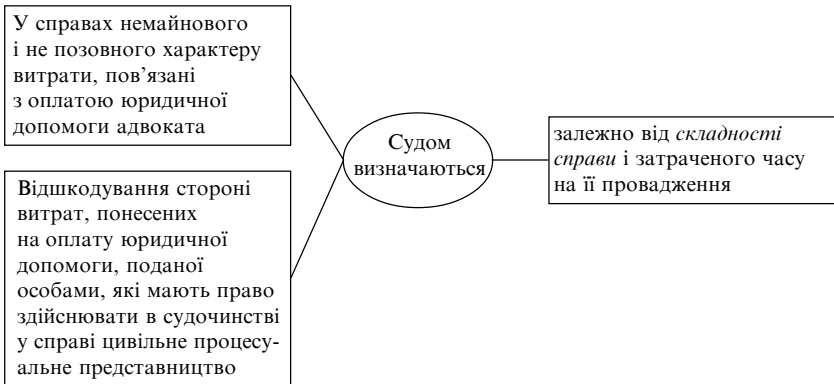 У справах немайнового
і не позовного характеру
витрати, пов’язані
з оплатою юридичної
допомоги адвоката
Відшкодування стороні
витрат, понесених
на оплату юридичної
допомоги, поданої
особами, які мають право
здійснювати в судочинстві
у справі цивільне процесу-
альне представництво
Судом
визначаються
залежно від складності
справи і затраченого часу
на її провадження